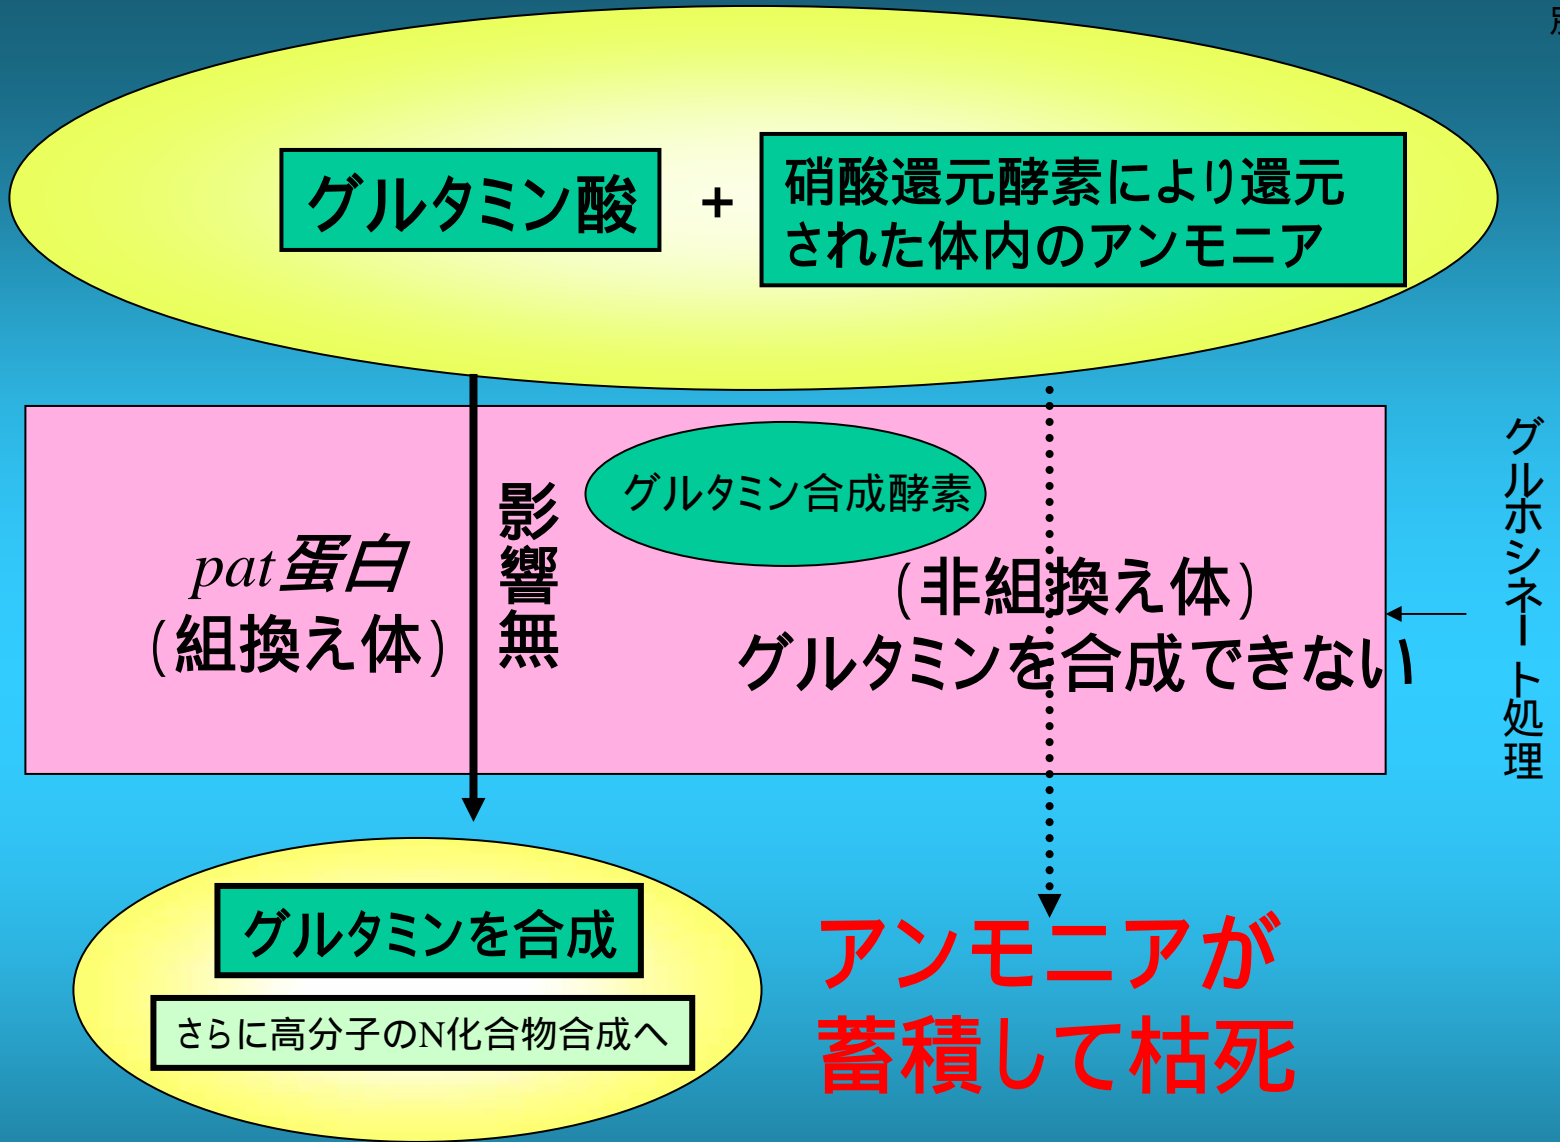 グルタミン酸
+
硝酸還元酵素により還元
された体内のアンモニア
グルタミン合成酵素
影響無
pat蛋白
(組換え体)
(非組換え体)
グルタミンを合成できない
グルホシネート処理
グルタミンを合成
さらに高分子のN化合物合成へ
アンモニアが
蓄積して枯死